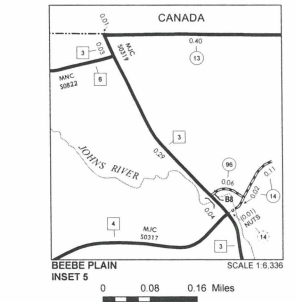 CANADA
0.01
0.40
13
3
0.03
MJC
S0319
MNC
S0822
6
JOHNS RIVER
0.29
3
96
0.06
0.11
B8
0.02
14
0.04
(0.01)
NUTB
14
MJC
S0317
4
3
BEEBE PLAIN
INSET 5
SCALE 1:6,336
0 0.08 0.16 Miles